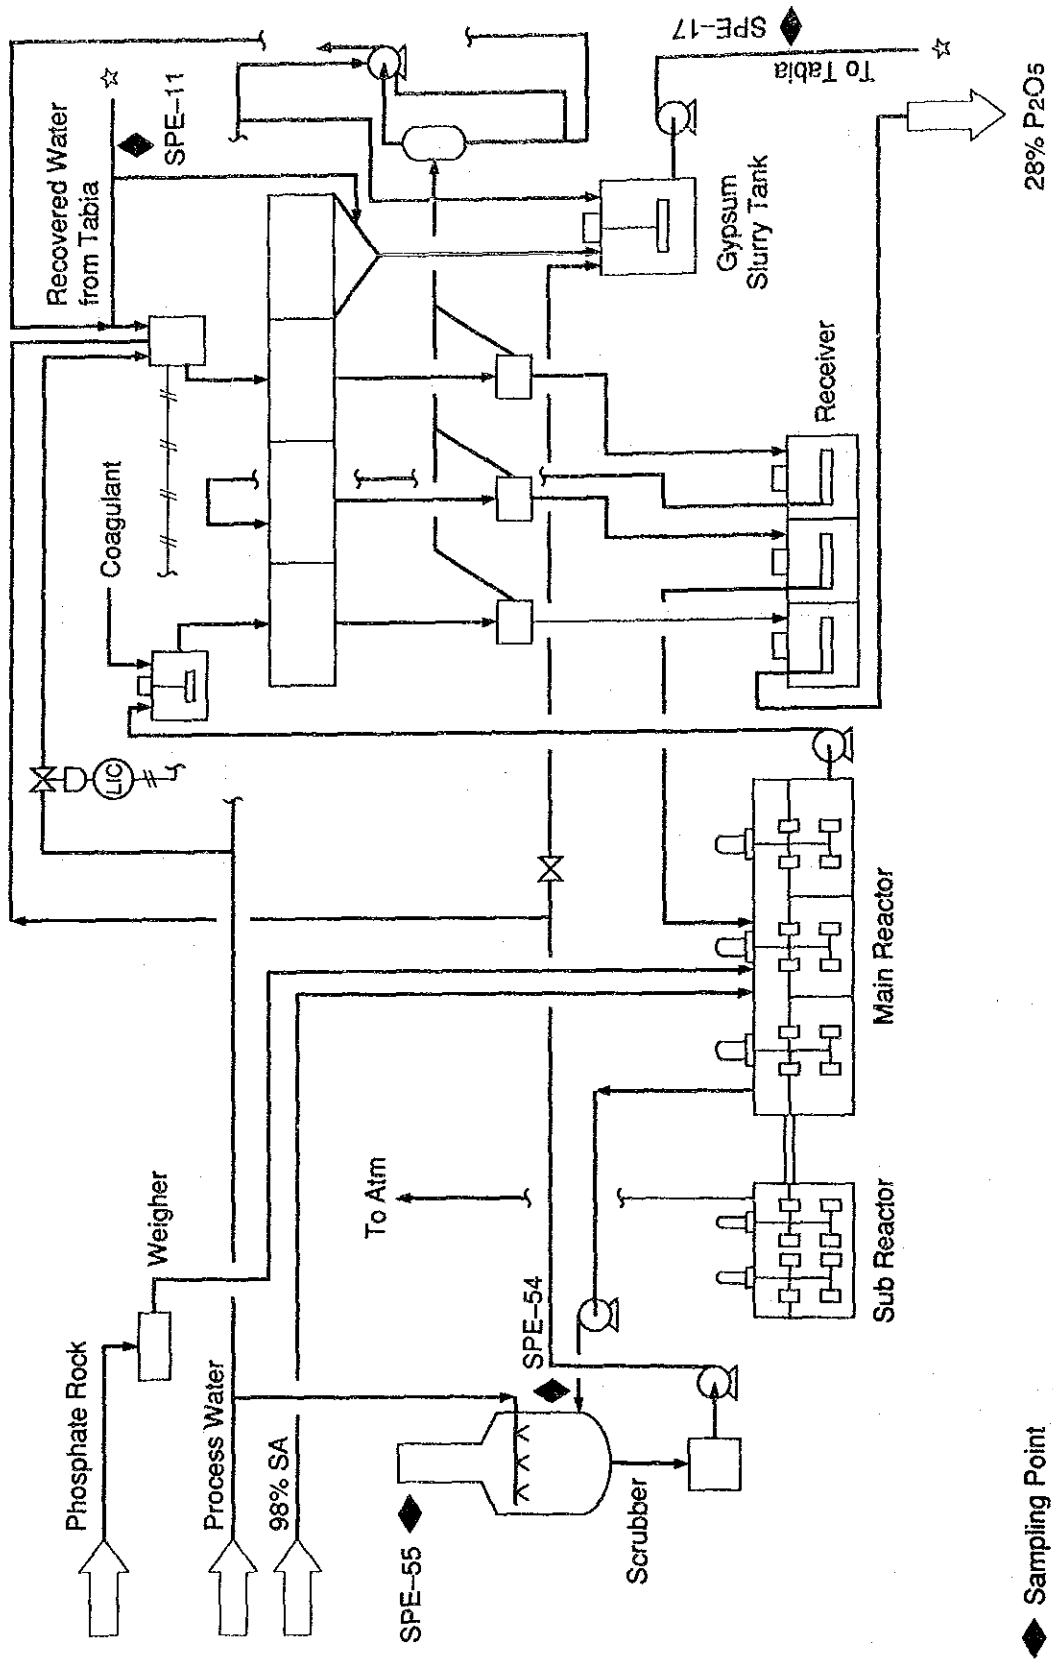 Phosphate Rock
Weigher
Process Water
98% SA
SPE-55
Scrubber
SPE-54
To Atm
Sub Reactor
Main Reactor
LIC
Coagulant
Recovered Water
from Tabia
SPE-11
Gypsum
Slurry Tank
Receiver
To Tabia
SPE-17
28% P2O5
Sampling Point